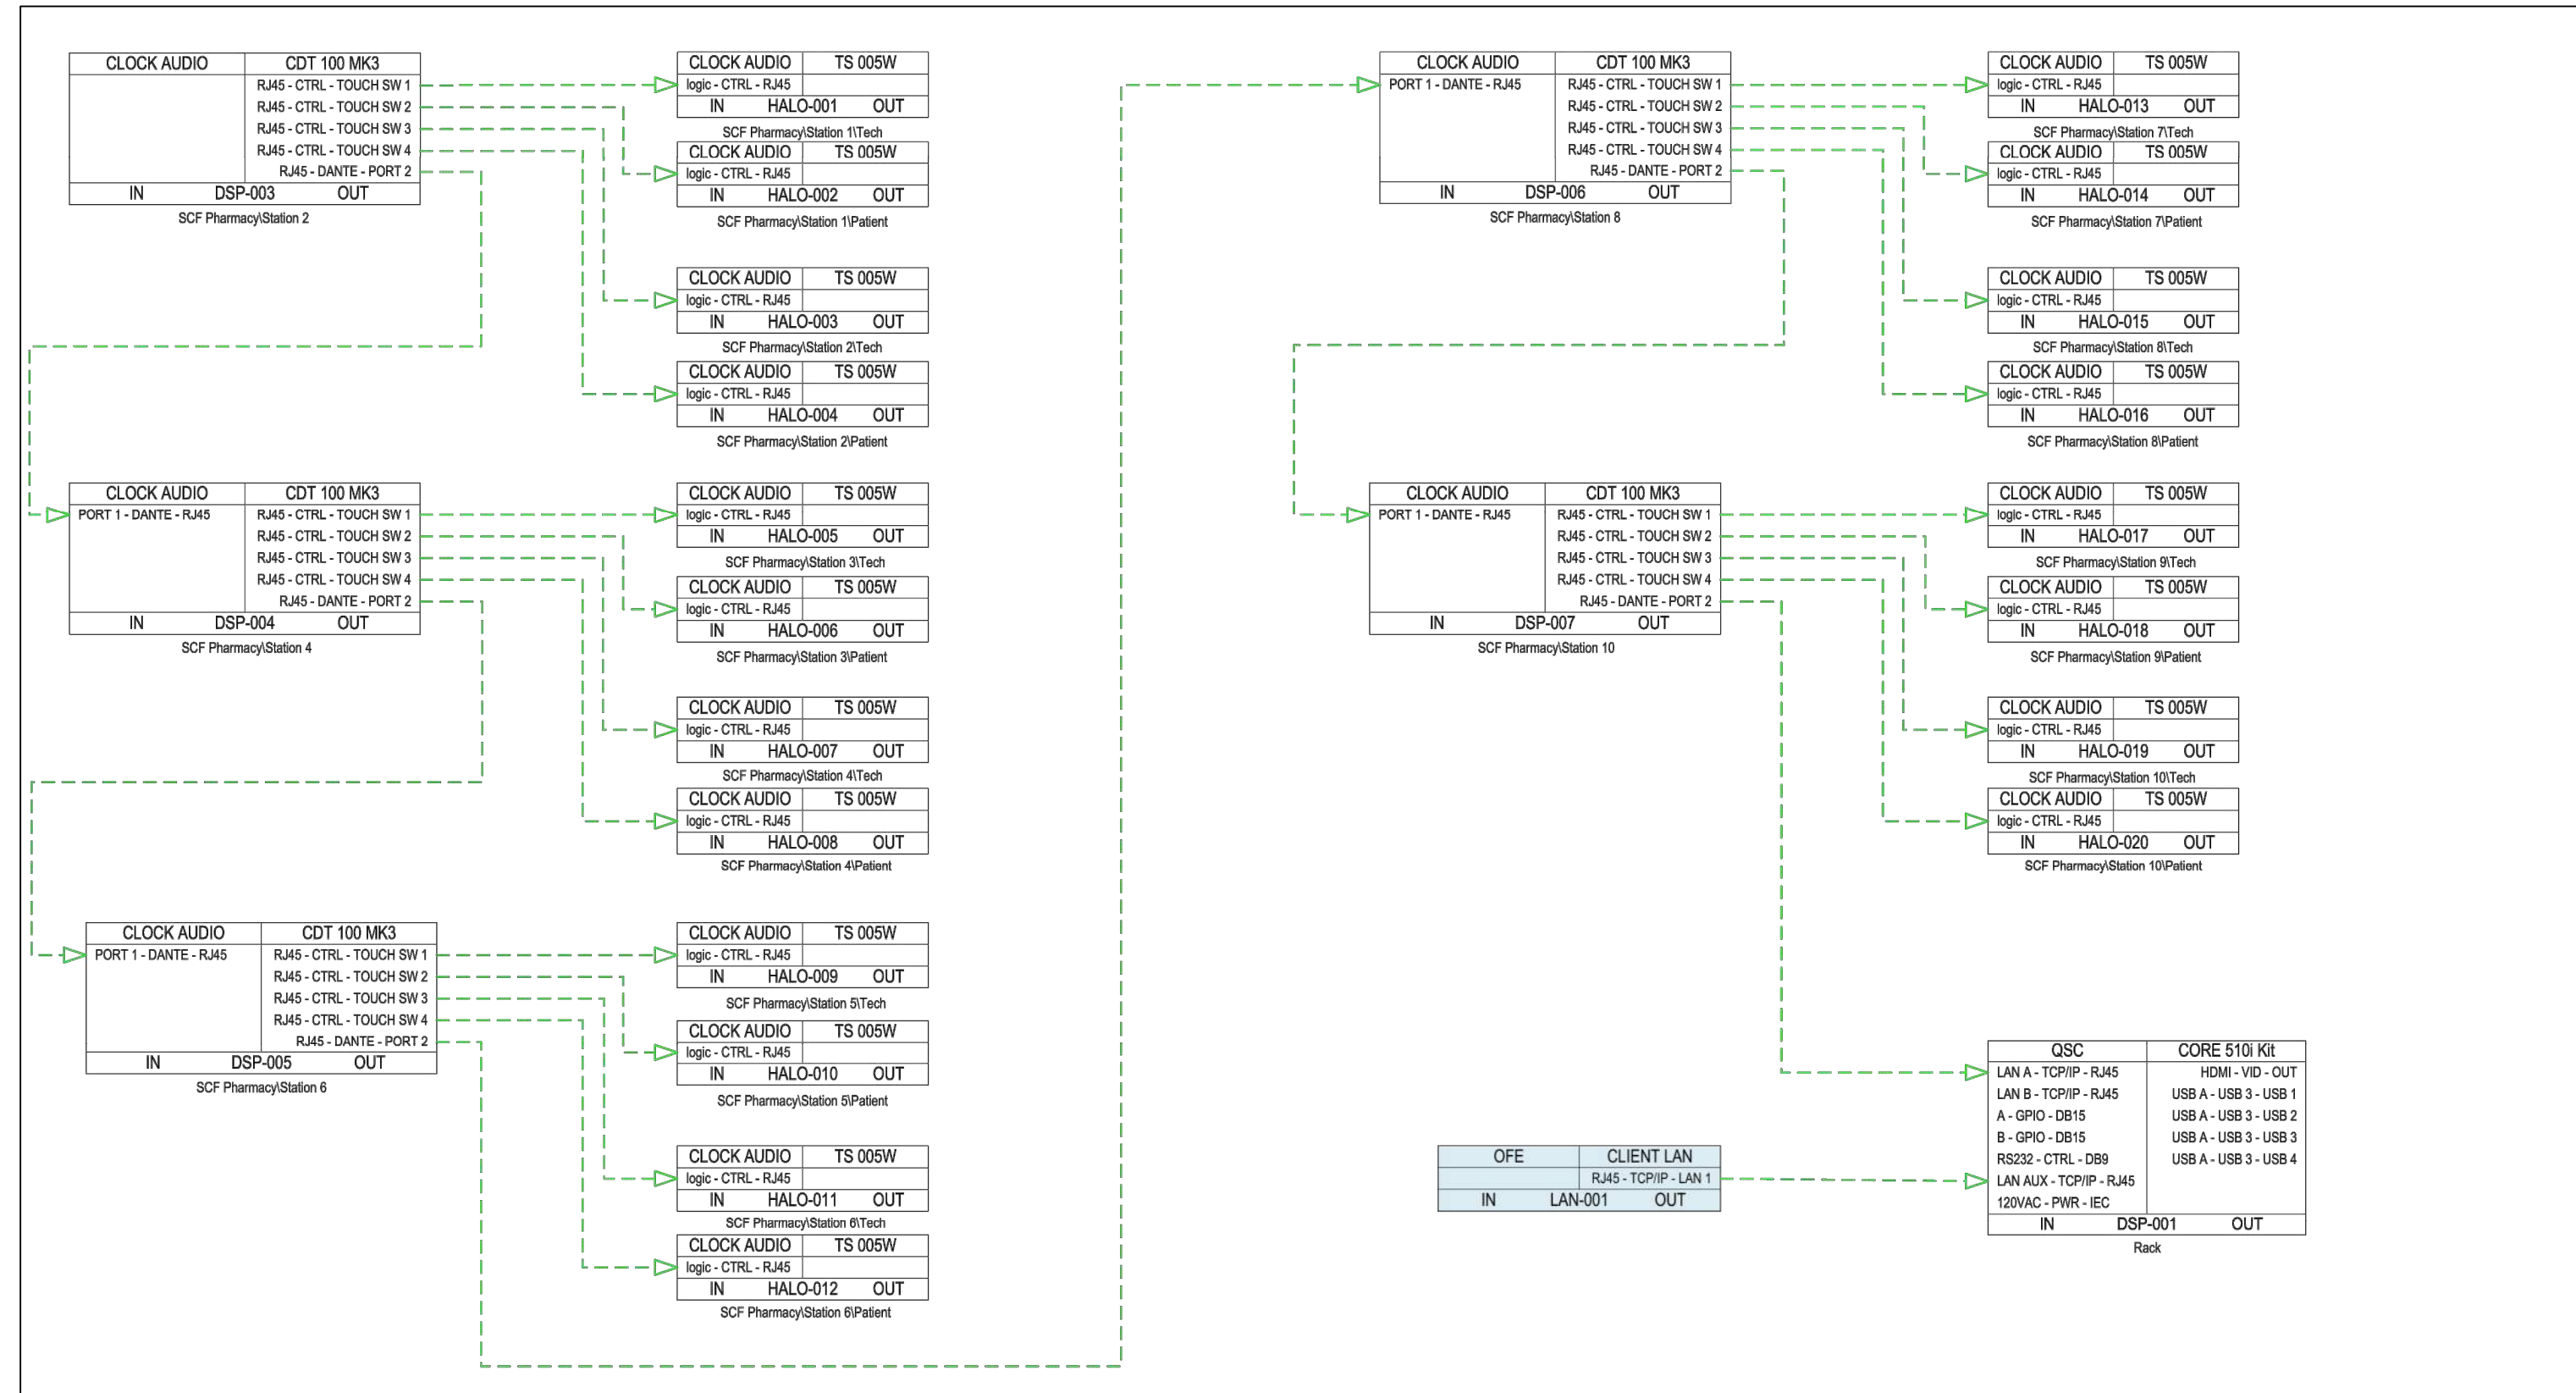 CLOCK AUDIO CDT 100 MK3
RJ45 - CTRL - TOUCH SW 1
RJ45 - CTRL - TOUCH SW 2
RJ45 - CTRL - TOUCH SW 3
RJ45 - CTRL - TOUCH SW 4
RJ45 - DANTE - PORT 2
IN DSP-003 OUT
SCF Pharmacy\Station 2
CLOCK AUDIO TS 005W
logic - CTRL - RJ45
IN HALO-001 OUT
SCF Pharmacy\Station 1\Tech
CLOCK AUDIO TS 005W
logic - CTRL - RJ45
IN HALO-002 OUT
SCF Pharmacy\Station 1\Patient
CLOCK AUDIO TS 005W
logic - CTRL - RJ45
IN HALO-003 OUT
SCF Pharmacy\Station 2\Tech
CLOCK AUDIO TS 005W
logic - CTRL - RJ45
IN HALO-004 OUT
SCF Pharmacy\Station 2\Patient
CLOCK AUDIO CDT 100 MK3
PORT 1 - DANTE - RJ45 RJ45 - CTRL - TOUCH SW 1
RJ45 - CTRL - TOUCH SW 2
RJ45 - CTRL - TOUCH SW 3
RJ45 - CTRL - TOUCH SW 4
RJ45 - DANTE - PORT 2
IN DSP-004 OUT
SCF Pharmacy\Station 4
CLOCK AUDIO TS 005W
logic - CTRL - RJ45
IN HALO-005 OUT
SCF Pharmacy\Station 3\Tech
CLOCK AUDIO TS 005W
logic - CTRL - RJ45
IN HALO-006 OUT
SCF Pharmacy\Station 3\Patient
CLOCK AUDIO TS 005W
logic - CTRL - RJ45
IN HALO-007 OUT
SCF Pharmacy\Station 4\Tech
CLOCK AUDIO TS 005W
logic - CTRL - RJ45
IN HALO-008 OUT
SCF Pharmacy\Station 4\Patient
CLOCK AUDIO CDT 100 MK3
PORT 1 - DANTE - RJ45 RJ45 - CTRL - TOUCH SW 1
RJ45 - CTRL - TOUCH SW 2
RJ45 - CTRL - TOUCH SW 3
RJ45 - CTRL - TOUCH SW 4
RJ45 - DANTE - PORT 2
IN DSP-005 OUT
SCF Pharmacy\Station 6
CLOCK AUDIO TS 005W
logic - CTRL - RJ45
IN HALO-009 OUT
SCF Pharmacy\Station 5\Tech
CLOCK AUDIO TS 005W
logic - CTRL - RJ45
IN HALO-010 OUT
SCF Pharmacy\Station 5\Patient
CLOCK AUDIO TS 005W
logic - CTRL - RJ45
IN HALO-011 OUT
SCF Pharmacy\Station 6\Tech
CLOCK AUDIO TS 005W
logic - CTRL - RJ45
IN HALO-012 OUT
SCF Pharmacy\Station 6\Patient
CLOCK AUDIO CDT 100 MK3
PORT 1 - DANTE - RJ45 RJ45 - CTRL - TOUCH SW 1
RJ45 - CTRL - TOUCH SW 2
RJ45 - CTRL - TOUCH SW 3
RJ45 - CTRL - TOUCH SW 4
RJ45 - DANTE - PORT 2
IN DSP-006 OUT
SCF Pharmacy\Station 8
CLOCK AUDIO TS 005W
logic - CTRL - RJ45
IN HALO-013 OUT
SCF Pharmacy\Station 7\Tech
CLOCK AUDIO TS 005W
logic - CTRL - RJ45
IN HALO-014 OUT
SCF Pharmacy\Station 7\Patient
CLOCK AUDIO TS 005W
logic - CTRL - RJ45
IN HALO-015 OUT
SCF Pharmacy\Station 8\Tech
CLOCK AUDIO TS 005W
logic - CTRL - RJ45
IN HALO-016 OUT
SCF Pharmacy\Station 8\Patient
CLOCK AUDIO CDT 100 MK3
PORT 1 - DANTE - RJ45 RJ45 - CTRL - TOUCH SW 1
RJ45 - CTRL - TOUCH SW 2
RJ45 - CTRL - TOUCH SW 3
RJ45 - CTRL - TOUCH SW 4
RJ45 - DANTE - PORT 2
IN DSP-007 OUT
SCF Pharmacy\Station 10
CLOCK AUDIO TS 005W
logic - CTRL - RJ45
IN HALO-017 OUT
SCF Pharmacy\Station 9\Tech
CLOCK AUDIO TS 005W
logic - CTRL - RJ45
IN HALO-018 OUT
SCF Pharmacy\Station 9\Patient
CLOCK AUDIO TS 005W
logic - CTRL - RJ45
IN HALO-019 OUT
SCF Pharmacy\Station 10\Tech
CLOCK AUDIO TS 005W
logic - CTRL - RJ45
IN HALO-020 OUT
SCF Pharmacy\Station 10\Patient
OFE CLIENT LAN
RJ45 - TCP/IP - LAN 1
IN LAN-001 OUT
QSC CORE 510i Kit
LAN A - TCP/IP - RJ45 HDMI - VID - OUT
LAN B - TCP/IP - RJ45 USB A - USB 3 - USB 1
A - GPIO - DB15 USB A - USB 3 - USB 2
B - GPIO - DB15 USB A - USB 3 - USB 3
RS232 - CTRL - DB9 USB A - USB 3 - USB 4
LAN AUX - TCP/IP - RJ45
120VAC - PWR - IEC
IN DSP-001 OUT
Rack